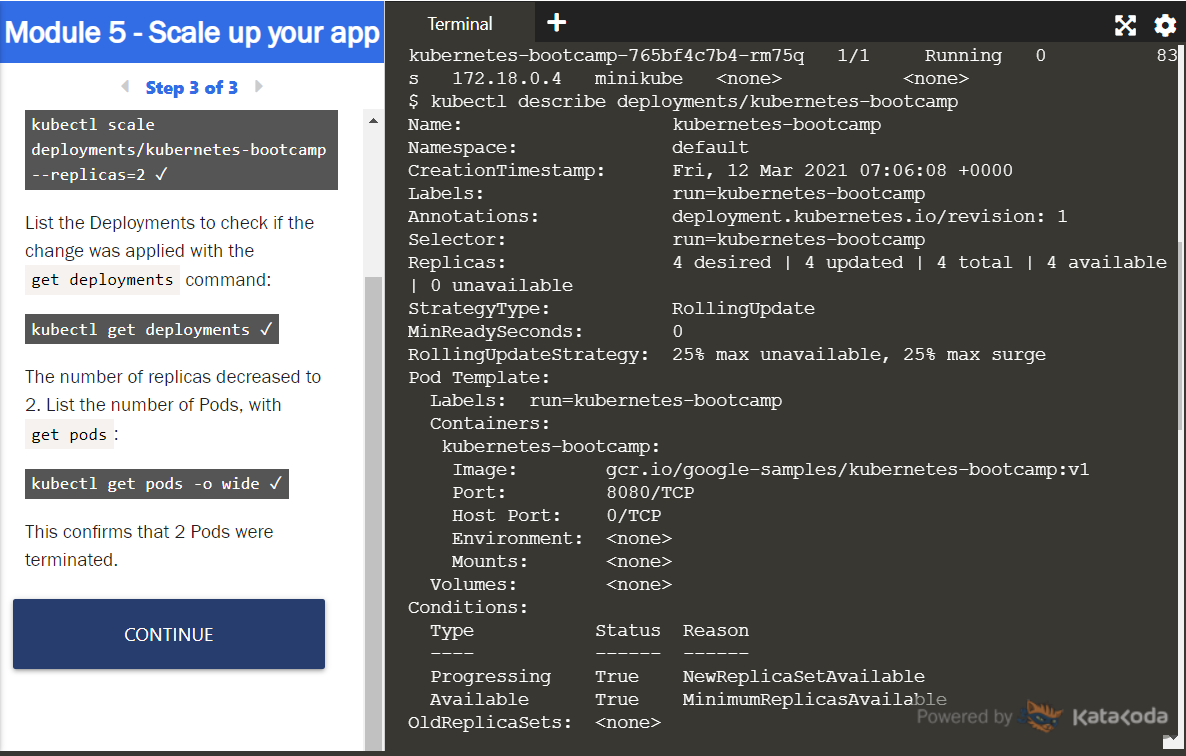 Module 5 - Scale up your app
Step 3 of 3
kubectl scale
deployments/kubernetes-bootcamp
--replicas=2 ✓
List the Deployments to check if the
change was applied with the
get deployments command:
kubectl get deployments ✓
The number of replicas decreased to
2. List the number of Pods, with
get pods:
kubectl get pods -o wide ✓
This confirms that 2 Pods were
terminated.
CONTINUE
Terminal +
kubernetes-bootcamp-765bf4c7b4-rm75q   1/1     Running   0          83
s   172.18.0.4   minikube   <none>           <none>
$ kubectl describe deployments/kubernetes-bootcamp
Name:                   kubernetes-bootcamp
Namespace:              default
CreationTimestamp:      Fri, 12 Mar 2021 07:06:08 +0000
Labels:                 run=kubernetes-bootcamp
Annotations:            deployment.kubernetes.io/revision: 1
Selector:               run=kubernetes-bootcamp
Replicas:               4 desired | 4 updated | 4 total | 4 available
| 0 unavailable
StrategyType:           RollingUpdate
MinReadySeconds:        0
RollingUpdateStrategy:  25% max unavailable, 25% max surge
Pod Template:
  Labels:  run=kubernetes-bootcamp
  Containers:
   kubernetes-bootcamp:
    Image:        gcr.io/google-samples/kubernetes-bootcamp:v1
    Port:         8080/TCP
    Host Port:    0/TCP
    Environment:  <none>
    Mounts:       <none>
  Volumes:        <none>
Conditions:
  Type           Status  Reason
  ----           ------  ------
  Progressing    True    NewReplicaSetAvailable
  Available      True    MinimumReplicasAvailable
OldReplicaSets:  <none>
Powered by Katacoda